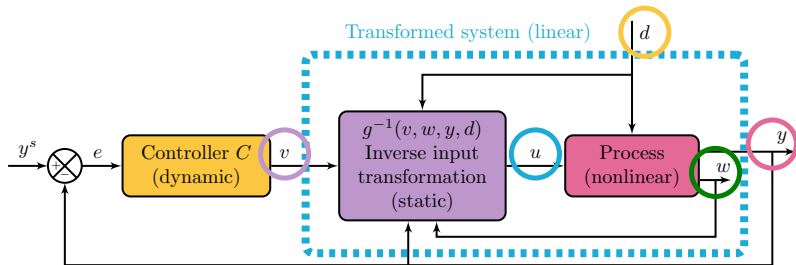 Transformed system (linear)
d
y^s
e
Controller C
(dynamic)
v
g^{-1}(v, w, y, d)
Inverse input
transformation
(static)
u
Process
(nonlinear)
y
w